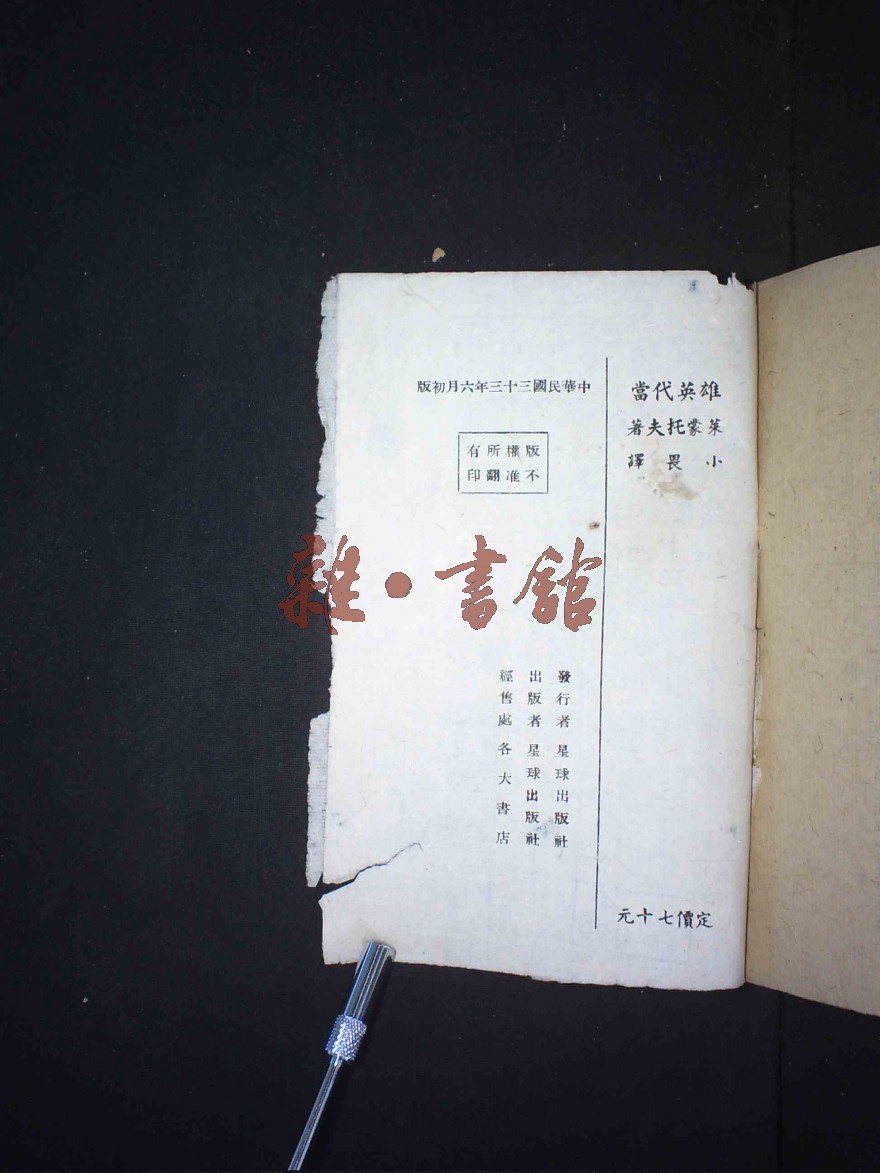 當代英雄
萊蒙托夫著
小畏譯
定價七十元
中華民國三十三年六月初版
版權所有
不准翻印
發行者 星球出版社
出版者 星球出版社
經售處 各大書店
雜·書館